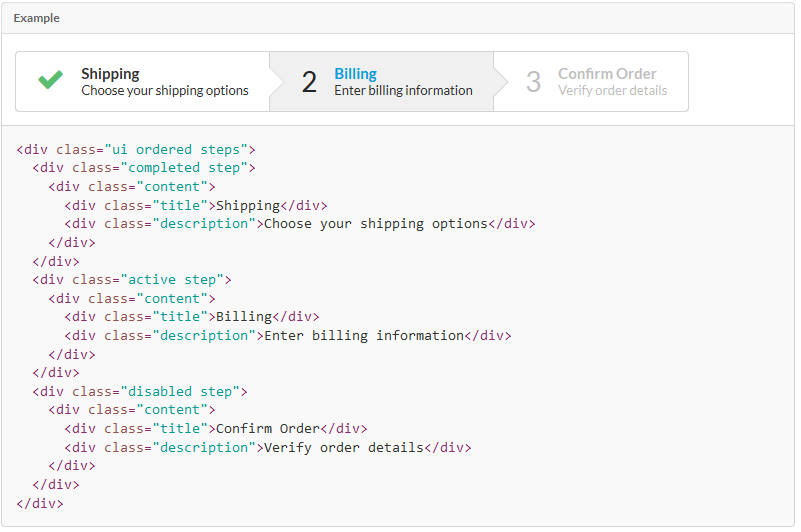 Example
Shipping
Choose your shipping options
2
Billing
Enter billing information
3
Confirm Order
Verify order details
<div class="ui ordered steps">
  <div class="completed step">
    <div class="content">
      <div class="title">Shipping</div>
      <div class="description">Choose your shipping options</div>
    </div>
  </div>
  <div class="active step">
    <div class="content">
      <div class="title">Billing</div>
      <div class="description">Enter billing information</div>
    </div>
  </div>
  <div class="disabled step">
    <div class="content">
      <div class="title">Confirm Order</div>
      <div class="description">Verify order details</div>
    </div>
  </div>
</div>